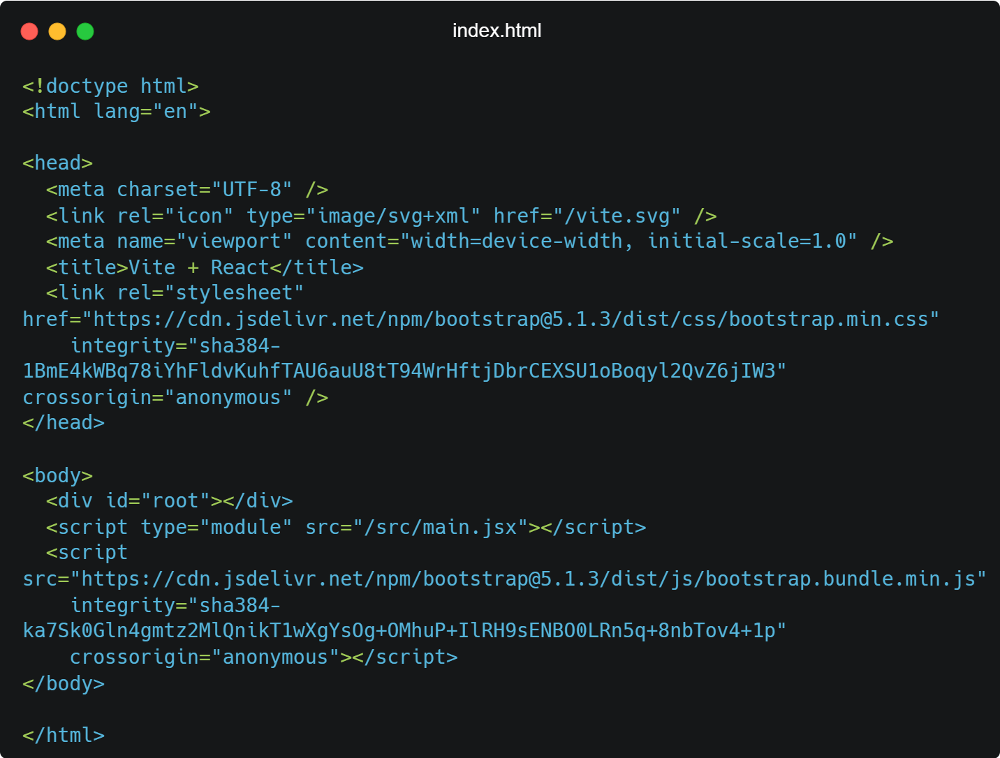 index.html
<!doctype html>
<html lang="en">
<head>
  <meta charset="UTF-8" />
  <link rel="icon" type="image/svg+xml" href="/vite.svg" />
  <meta name="viewport" content="width=device-width, initial-scale=1.0" />
  <title>Vite + React</title>
  <link rel="stylesheet"
href="https://cdn.jsdelivr.net/npm/bootstrap@5.1.3/dist/css/bootstrap.min.css"
    integrity="sha384-
1BmE4kWBq78iYhFldvKuhfTAU6auU8tT94WrHftjDbrCEXSU1oBoqyl2QvZ6jIW3"
crossorigin="anonymous" />
</head>
<body>
  <div id="root"></div>
  <script type="module" src="/src/main.jsx"></script>
  <script
src="https://cdn.jsdelivr.net/npm/bootstrap@5.1.3/dist/js/bootstrap.bundle.min.js"
    integrity="sha384-
ka7Sk0Gln4gmtz2MlQnikT1wXgYsOg+OMhuP+IlRH9sENBO0LRn5q+8nbTov4+1p"
    crossorigin="anonymous"></script>
</body>
</html>